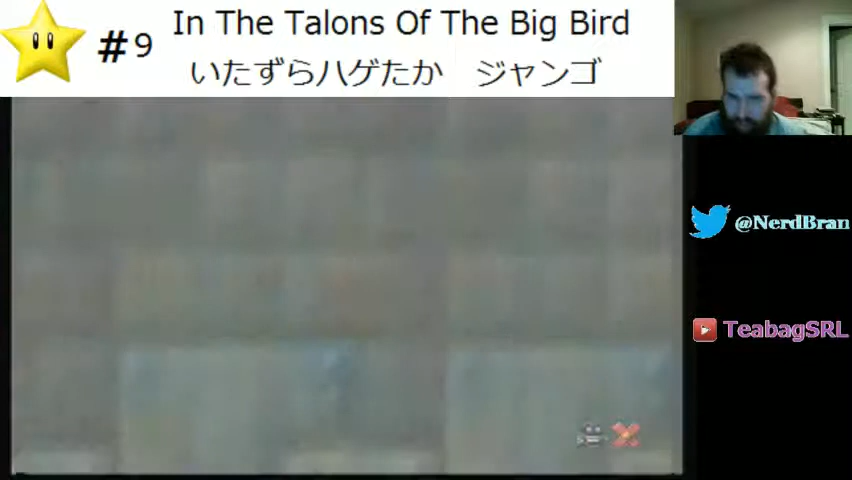 #9 In The Talons Of The Big Bird
いたずらハゲたか　ジャンゴ
@NerdBran
TeabagSRL